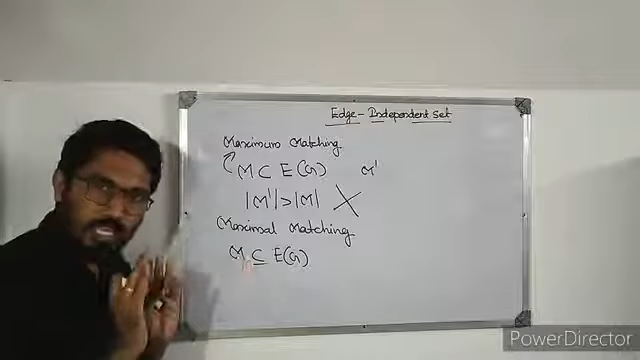 Edge - Independent Set
Maximum Matching
M ⊂ E(G) M'
|M'| > |M| ╳
Maximal Matching
M ⊆ E(G)
PowerDirector